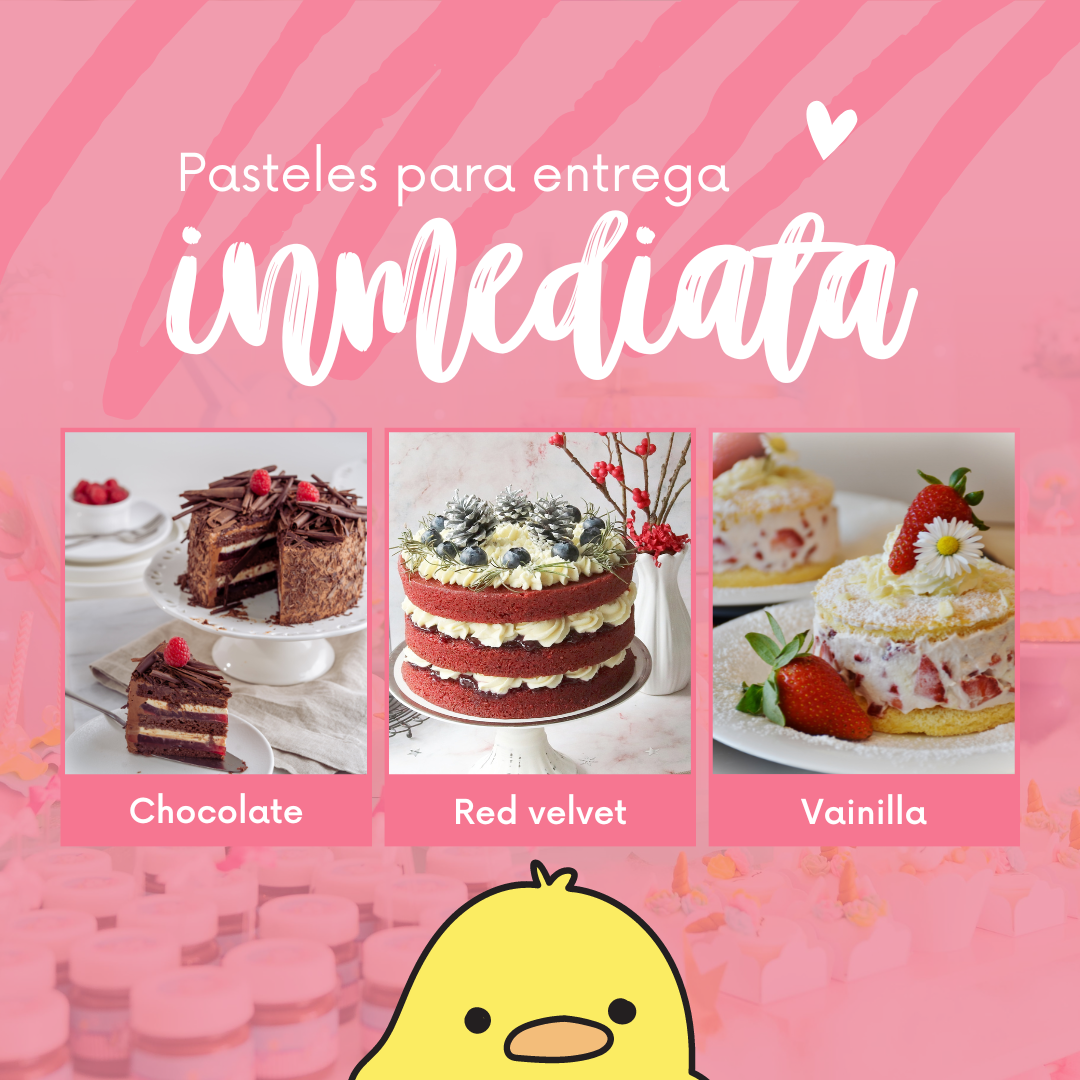 Pasteles para entrega
inmediata
Chocolate
Red velvet
Vainilla